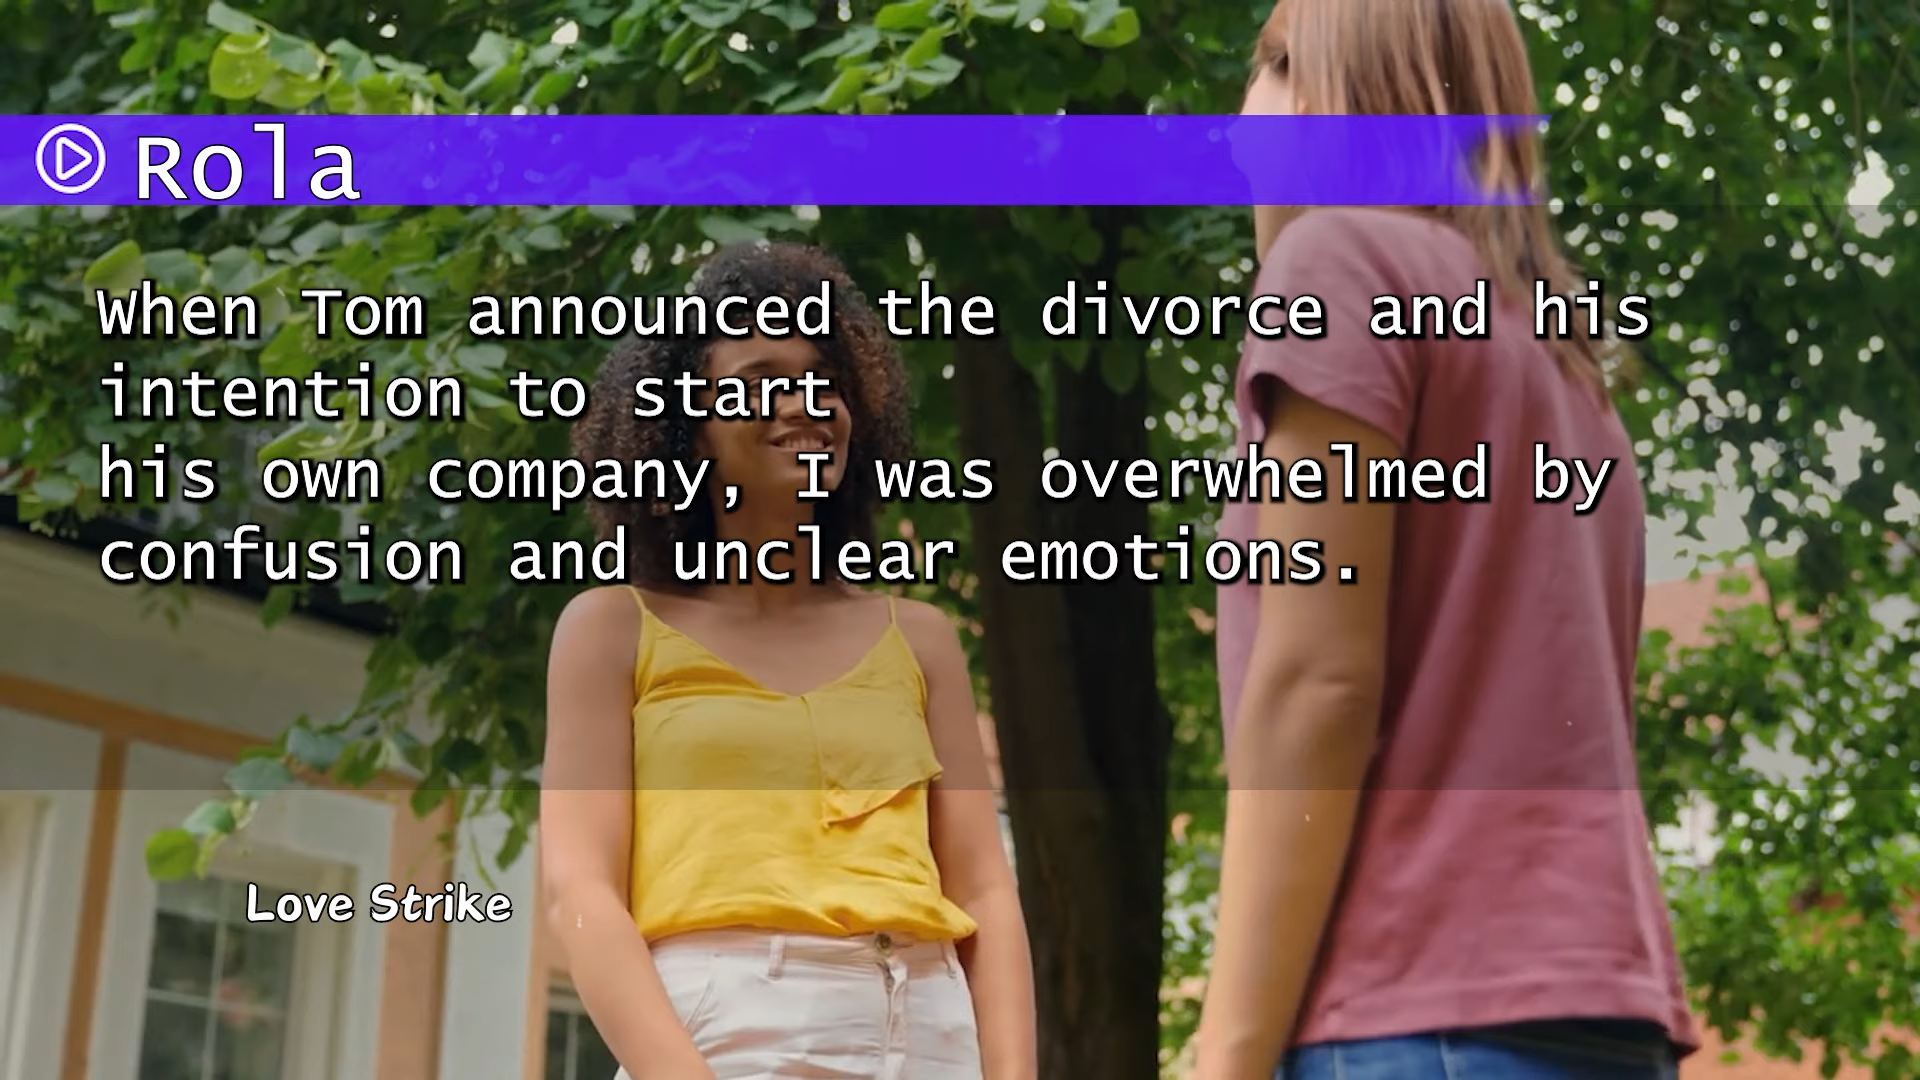 Rola
When Tom announced the divorce and his
intention to start
his own company, I was overwhelmed by
confusion and unclear emotions.
Love Strike